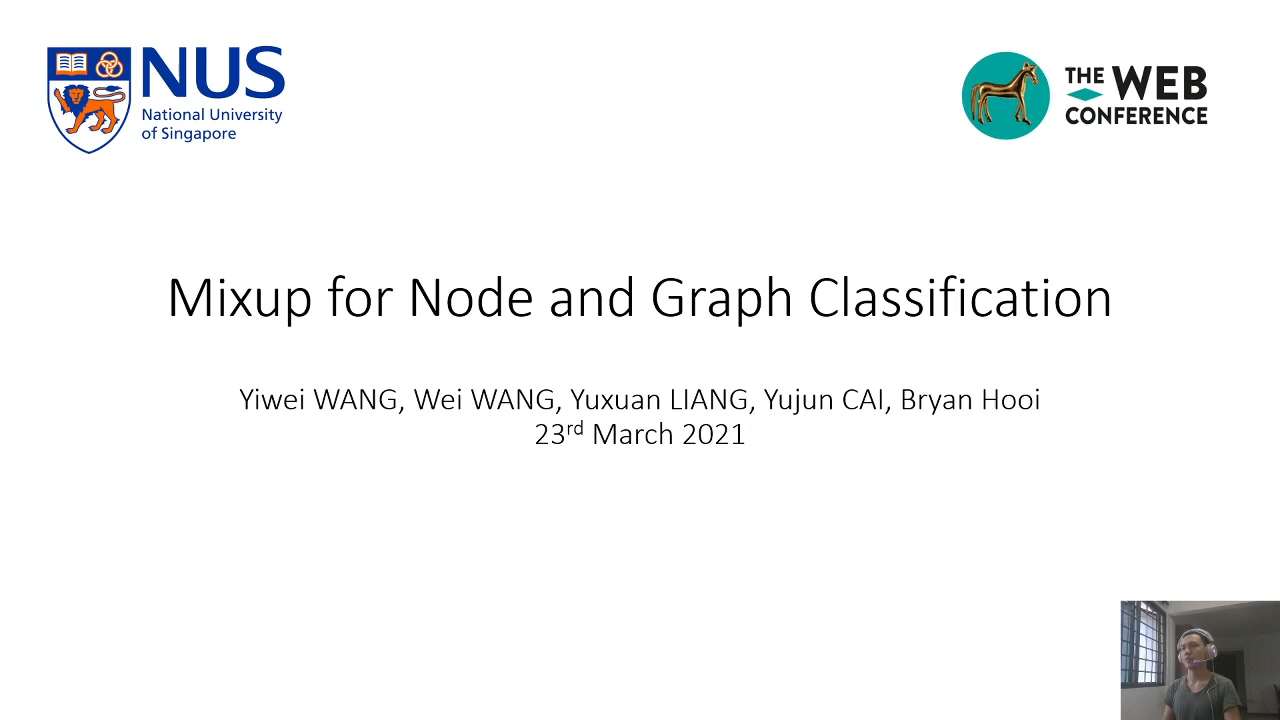 NUS
National University
of Singapore
THE WEB
CONFERENCE
Mixup for Node and Graph Classification
Yiwei WANG, Wei WANG, Yuxuan LIANG, Yujun CAI, Bryan Hooi
23rd March 2021